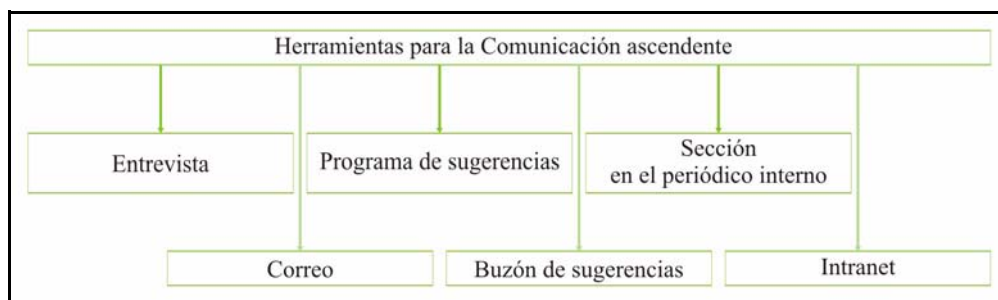 Herramientas para la Comunicación ascendente
Entrevista
Programa de sugerencias
Sección
en el periódico interno
Correo
Buzón de sugerencias
Intranet